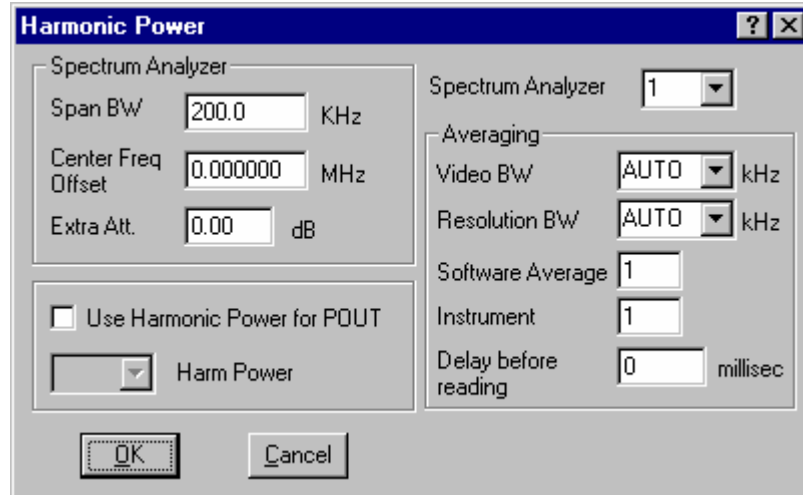 Harmonic Power
Spectrum Analyzer
Span BW 200.0 KHz
Center Freq
Offset 0.000000 MHz
Extra Att. 0.00 dB
Use Harmonic Power for POUT
Harm Power
Spectrum Analyzer 1
Averaging
Video BW AUTO kHz
Resolution BW AUTO kHz
Software Average 1
Instrument 1
Delay before
reading 0 millisec
OK Cancel